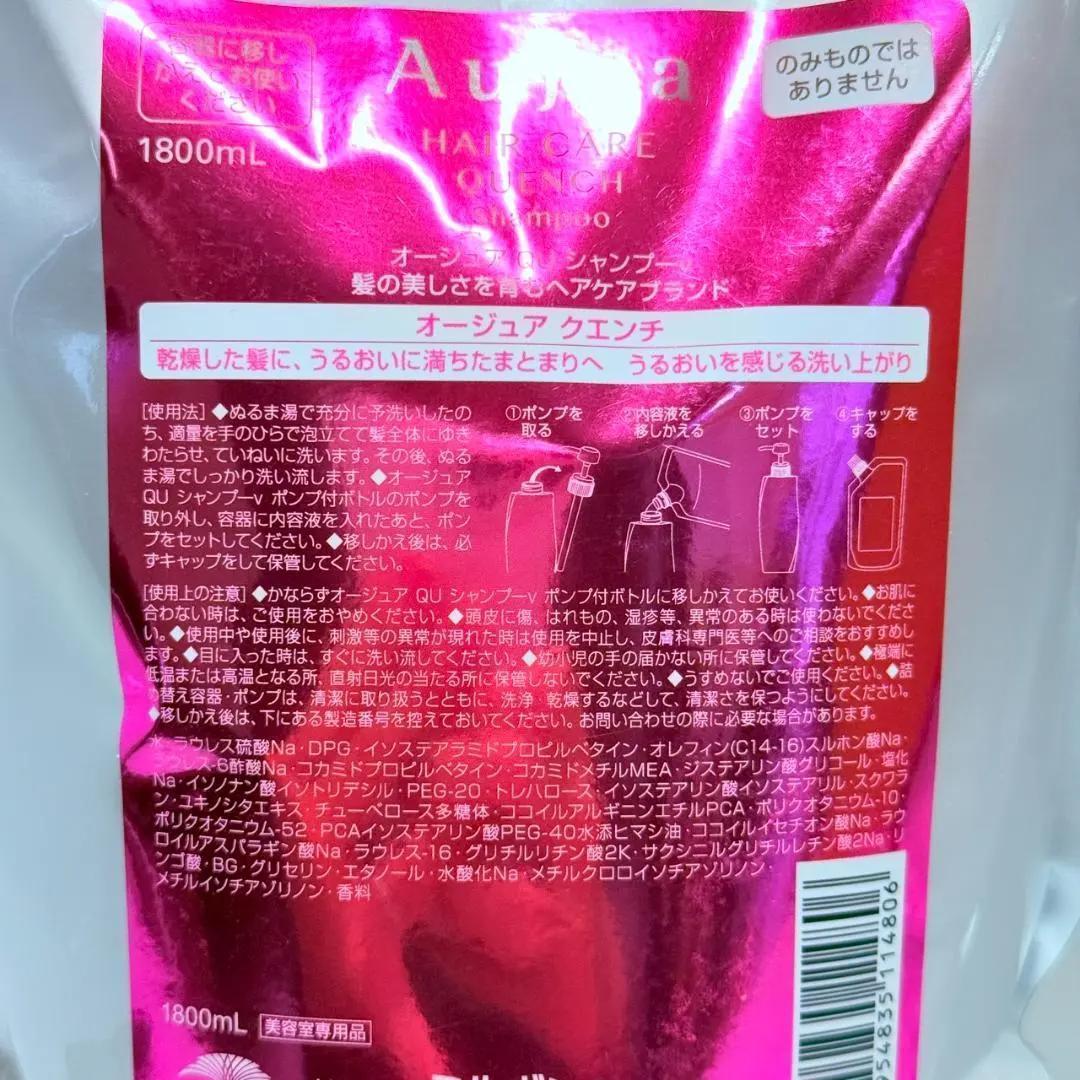 容器に移し
かえてお使い
ください
のみものでは
ありません
1800mL
Aujua
HAIR CARE
QUENCH
Shampoo
オージュア QU シャンプーv
髪の美しさを育むヘアケアブランド
オージュア クエンチ
乾燥した髪に、うるおいに満ちたまとまりへ うるおいを感じる洗い上がり
[使用法]◆ぬるま湯で充分に予洗いしたの
ち、適量を手のひらで泡立てて髪全体にゆき
わたらせ、ていねいに洗います。その後、ぬる
ま湯でしっかり洗い流します。◆オージュア
QU シャンプーv ポンプ付ボトルのポンプを
取り外し、容器に内容液を入れたあと、ポン
プをセットしてください。◆移しかえ後は、必
ずキャップをして保管してください。
①ポンプを
取る
②内容液を
移しかえる
③ポンプを
セット
④キャップを
する
[使用上の注意]◆かならずオージュア QU シャンプーv ポンプ付ボトルに移しかえてお使いください。◆お肌に
合わない時は、ご使用をおやめください。◆頭皮に傷、はれもの、湿疹等、異常のある時は使わないでくださ
い。◆使用中や使用後に、刺激等の異常が現れた時は使用を中止し、皮膚科専門医等へのご相談をおすすめし
ます。◆目に入った時は、すぐに洗い流してください。◆幼小児の手の届かない所に保管してください。◆極端に
低温または高温となる所、直射日光の当たる所に保管しないでください。◆うすめないでご使用ください。◆詰
め替え容器・ポンプは、清潔に取り扱うとともに、洗浄・乾燥するなどして、清潔さを保つようにしてください。
◆移しかえ後は、下にある製造番号を控えておいてください。お問い合わせの際に必要な場合があります。
水・ラウレス硫酸Na・DPG・イソステアラミドプロピルベタイン・オレフィン(C14-16)スルホン酸Na・
ラウレス-6酢酸Na・コカミドプロピルベタイン・コカミドメチルMEA・ジステアリン酸グリコール・塩化
Na・イソノナン酸イソトリデシル・PEG-20・トレハロース・イソステアリン酸イソステアリル・スクワラ
ン・ユキノシタエキス・チューベロース多糖体・ココイルアルギニンエチルPCA・ポリクオタニウム-10・
ポリクオタニウム-52・PCAイソステアリン酸PEG-40水添ヒマシ油・ココイルイセチオン酸Na・ラウ
ロイルアスパラギン酸Na・ラウレス-16・グリチルリチン酸2K・サクシニルグリチルレチン酸2Na・リ
ンゴ酸・BG・グリセリン・エタノール・水酸化Na・メチルクロロイソチアゾリノン・
メチルイソチアゾリノン・香料
1800mL 美容室専用品
954835114806